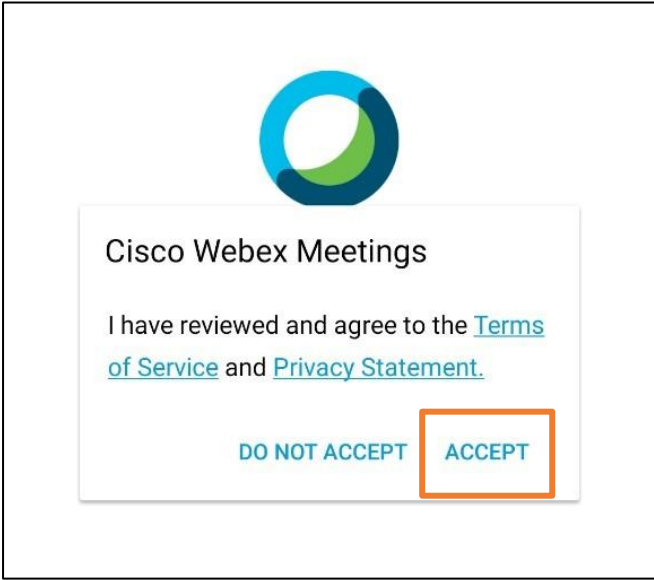 Cisco Webex Meetings
I have reviewed and agree to the Terms
of Service and Privacy Statement.
DO NOT ACCEPT ACCEPT